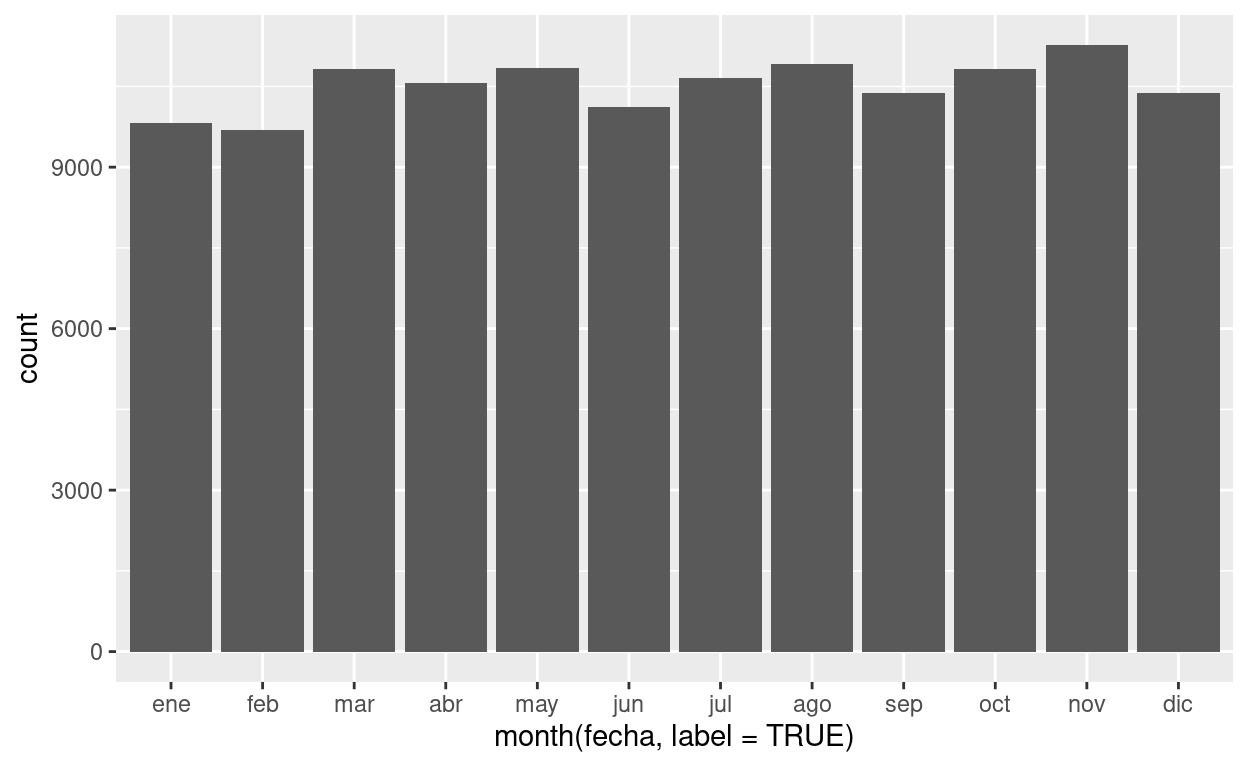 count
9000
6000
3000
0
ene feb mar abr may jun jul ago sep oct nov dic
month(fecha, label = TRUE)